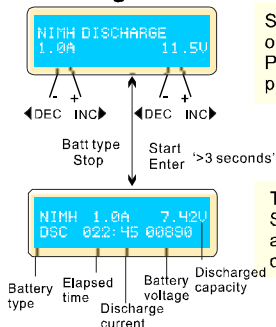 NIMH DISCHARGE
1.0A 11.5V
- + - +
DEC INC DEC INC
Batt type
Stop
Start
Enter '>3 seconds'
NIMH 1.0A 7.42V
DSC 022:45 00890
Battery
type
Elapsed
time
Discharge
current
Battery
voltage
Discharged
capacity